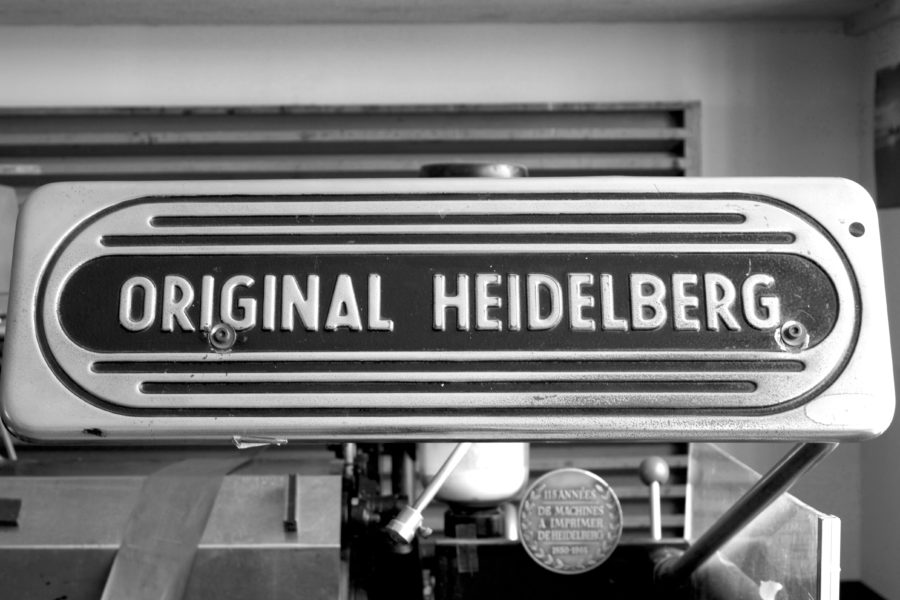 ORIGINAL HEIDELBERG
115 ANNÉES
DE MACHINES
A IMPRIMER
DE HEIDELBERG
1850-1965